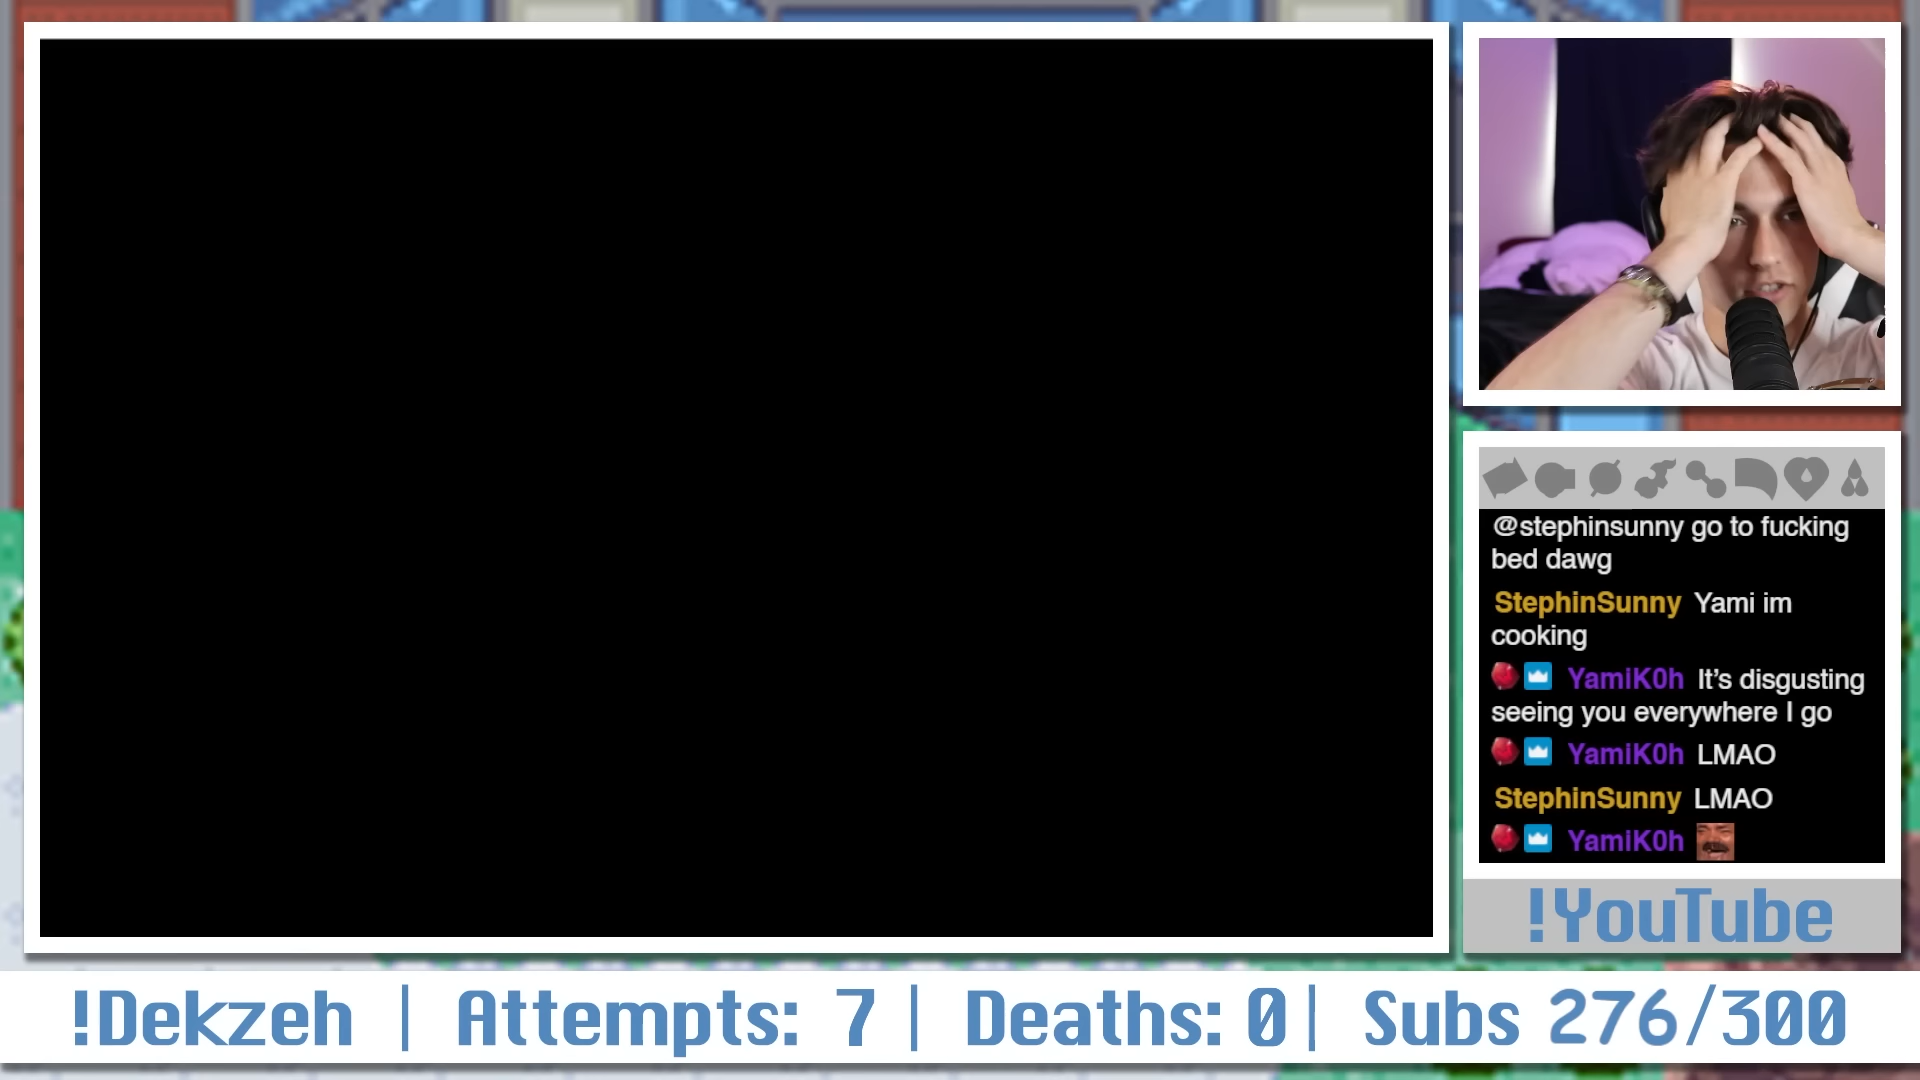 @stephinsunny go to fucking
bed dawg
StephinSunny Yami im
cooking
YamiK0h It’s disgusting
seeing you everywhere I go
YamiK0h LMAO
StephinSunny LMAO
YamiK0h
!YouTube
!Dekzeh | Attempts: 7 | Deaths: 0 | Subs 276/300